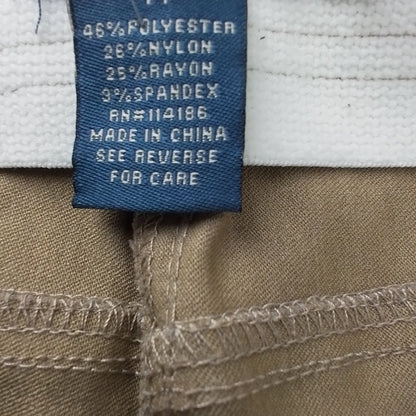 46% POLYESTER
26% NYLON
25% RAYON
3% SPANDEX
RN# 114186
MADE IN CHINA
SEE REVERSE
FOR CARE